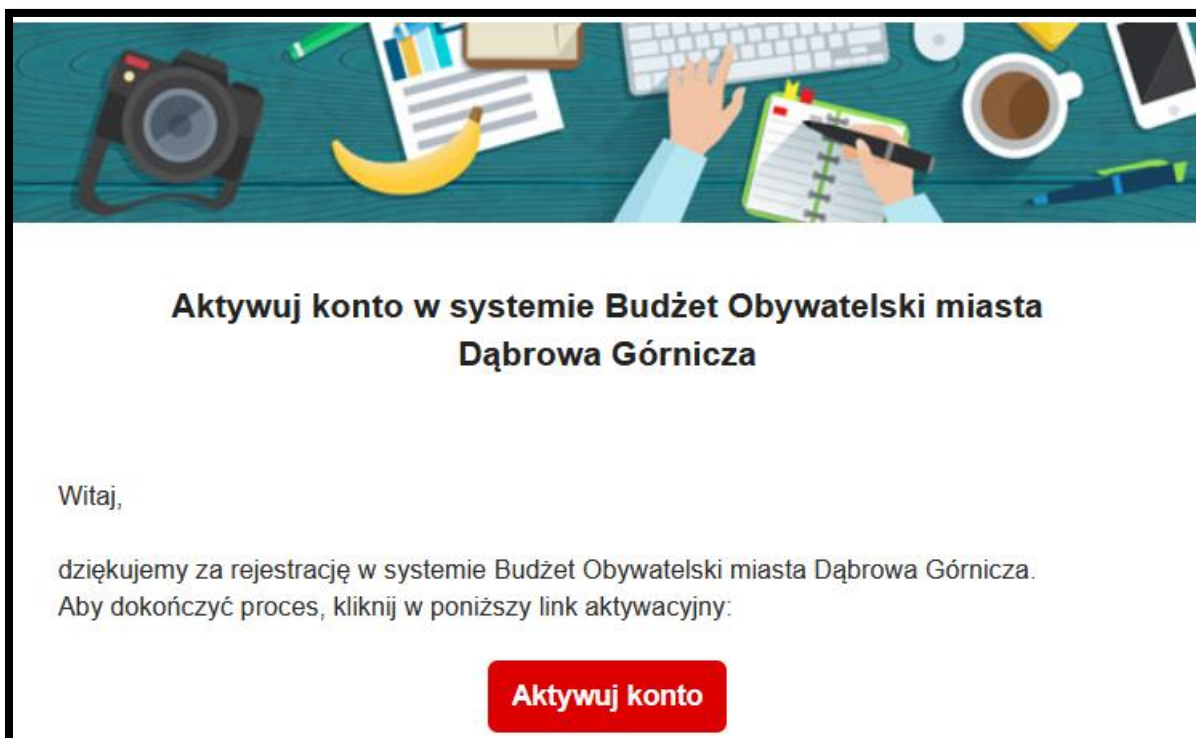 Aktywuj konto w systemie Budżet Obywatelski miasta
Dąbrowa Górnicza
Witaj,
dziękujemy za rejestrację w systemie Budżet Obywatelski miasta Dąbrowa Górnicza.
Aby dokończyć proces, kliknij w poniższy link aktywacyjny:
Aktywuj konto